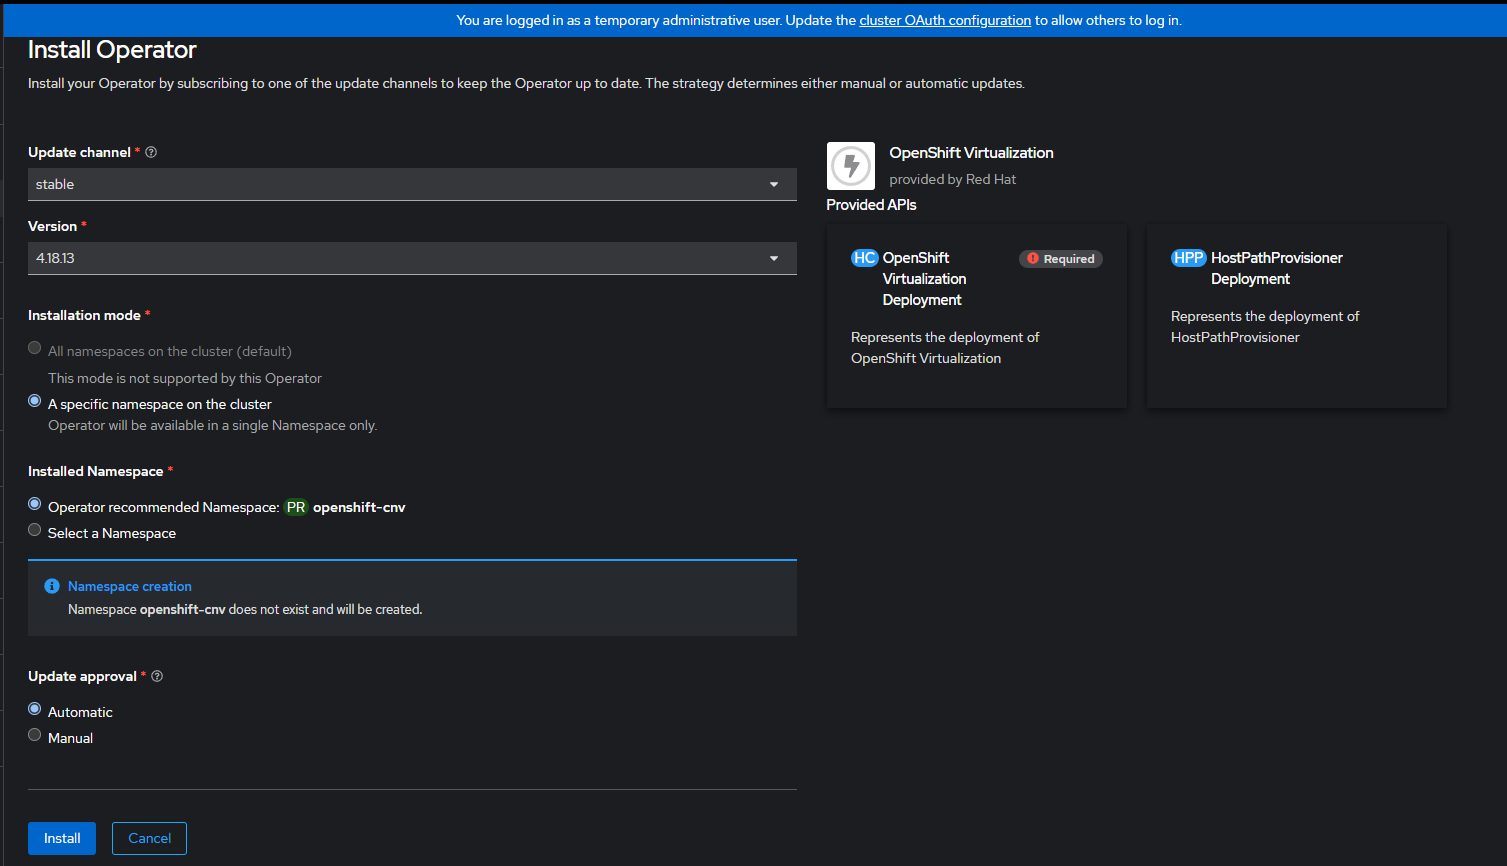 You are logged in as a temporary administrative user. Update the cluster OAuth configuration to allow others to log in.
Install Operator
Install your Operator by subscribing to one of the update channels to keep the Operator up to date. The strategy determines either manual or automatic updates.
Update channel *
stable
Version *
4.18.13
Installation mode *
All namespaces on the cluster (default)
This mode is not supported by this Operator
A specific namespace on the cluster
Operator will be available in a single Namespace only.
Installed Namespace *
Operator recommended Namespace: PR openshift-cnv
Select a Namespace
Namespace creation
Namespace openshift-cnv does not exist and will be created.
Update approval *
Automatic
Manual
Install Cancel
OpenShift Virtualization
provided by Red Hat
Provided APIs
HC OpenShift
Virtualization
Deployment
Required
Represents the deployment of
OpenShift Virtualization
HPP HostPathProvisioner
Deployment
Represents the deployment of
HostPathProvisioner